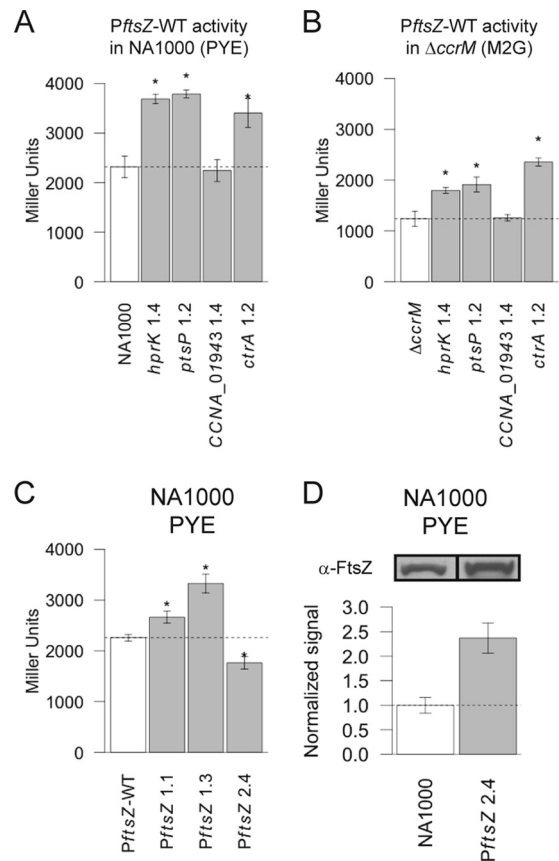 A
PftsZ-WT activity
in NA1000 (PYE)
Miller Units
4000
3000
2000
1000
0
*
*
*
NA1000
hprK 1.4
ptsP 1.2
CCNA_01943 1.4
ctrA 1.2
B
PftsZ-WT activity
in ΔccrM (M2G)
Miller Units
4000
3000
2000
1000
0
*
*
*
ΔccrM
hprK 1.4
ptsP 1.2
CCNA_01943 1.4
ctrA 1.2
C
NA1000
PYE
Miller Units
4000
3000
2000
1000
0
*
*
*
PftsZ-WT
PftsZ 1.1
PftsZ 1.3
PftsZ 2.4
D
NA1000
PYE
α-FtsZ
Normalized signal
3.0
2.5
2.0
1.5
1.0
0.5
0.0
NA1000
PftsZ 2.4